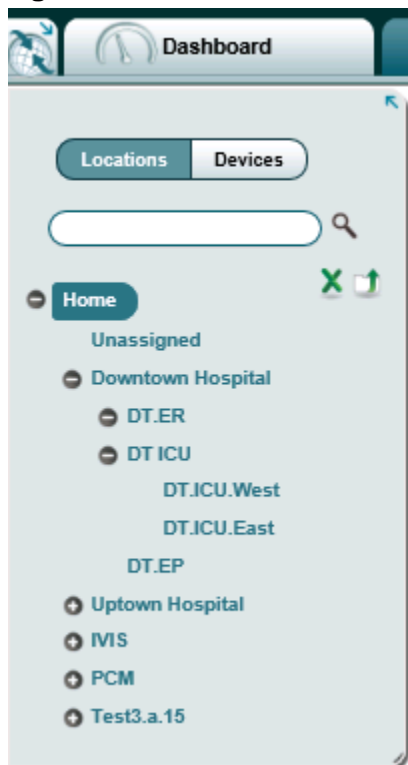 Dashboard
Locations Devices
Home
Unassigned
Downtown Hospital
DT.ER
DT ICU
DT.ICU.West
DT.ICU.East
DT.EP
Uptown Hospital
IVIS
PCM
Test3.a.15